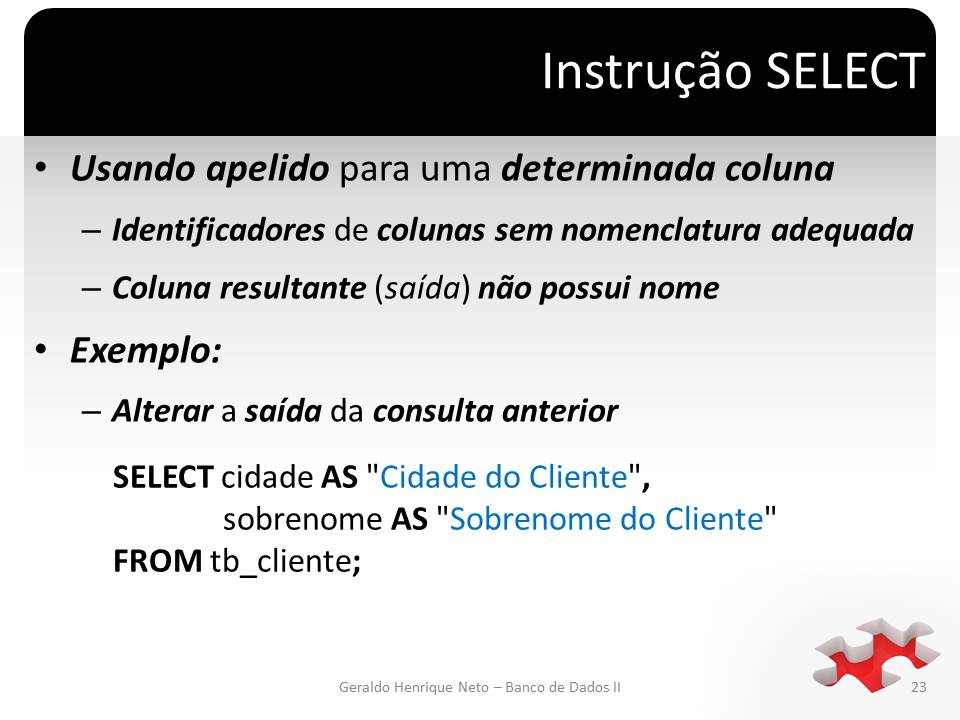 Instrução SELECT
• Usando apelido para uma determinada coluna
– Identificadores de colunas sem nomenclatura adequada
– Coluna resultante (saída) não possui nome
• Exemplo:
– Alterar a saída da consulta anterior
SELECT cidade AS "Cidade do Cliente",
sobrenome AS "Sobrenome do Cliente"
FROM tb_cliente;
Geraldo Henrique Neto – Banco de Dados II
23